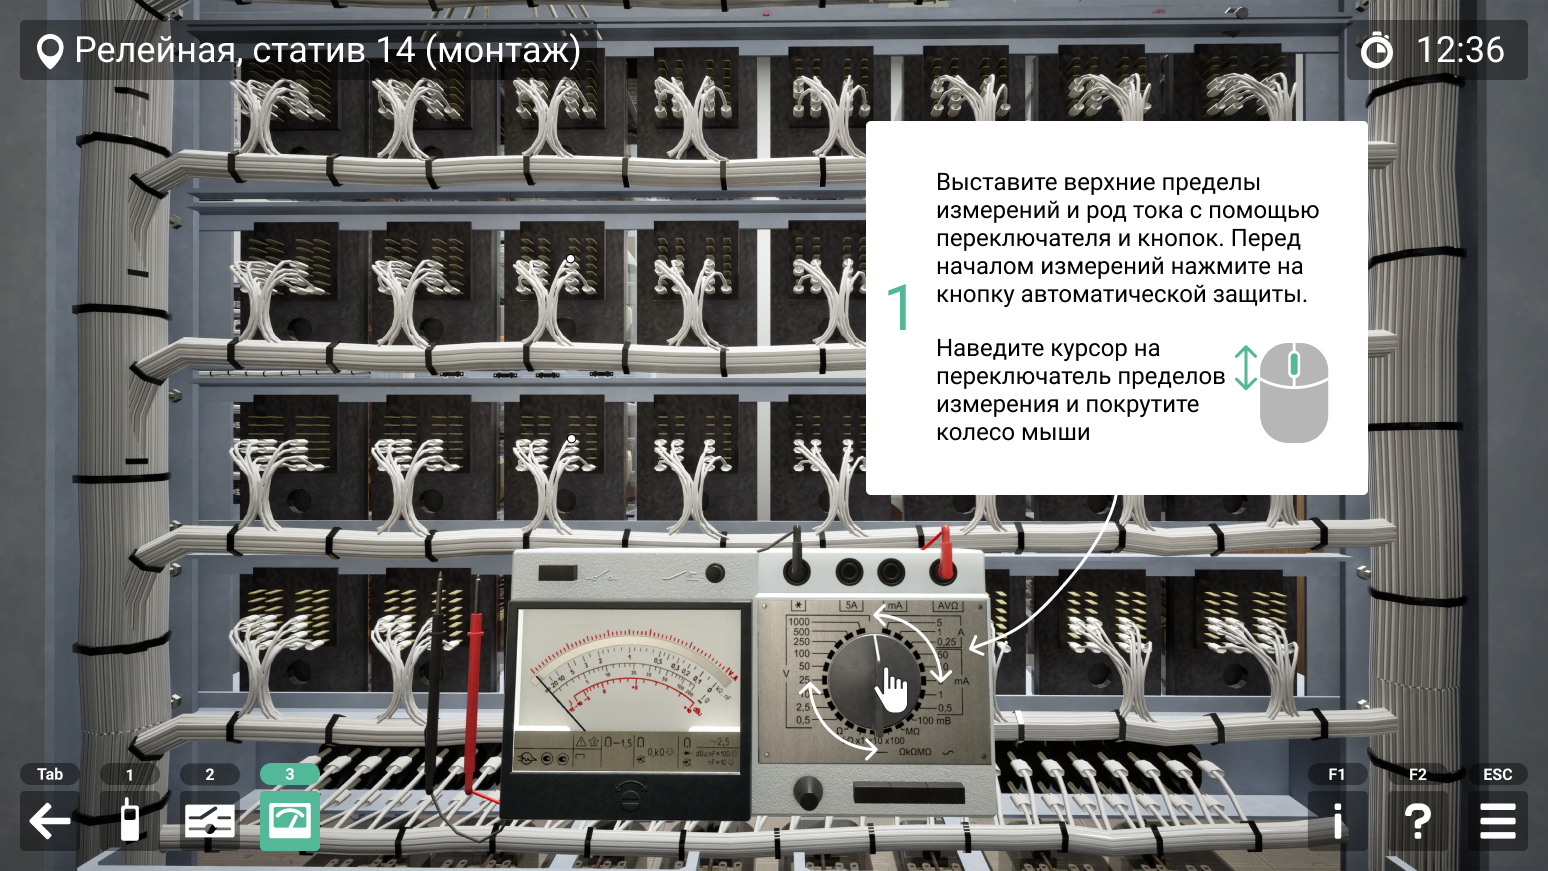 Релейная, статив 14 (монтаж)
12:36
Выставите верхние пределы
измерений и род тока с помощью
переключателя и кнопок. Перед
началом измерений нажмите на
кнопку автоматической защиты.
1
Наведите курсор на
переключатель пределов
измерения и покрутите
колесо мыши
5A
mA
AVΩ
1000
500
250
100
50
25
2,5
0,5
V
5
1
A
0,25
50
mA
1
0,5
100 mB
MΩ
ΩkΩMΩ
Tab
1
2
3
F1
F2
ESC